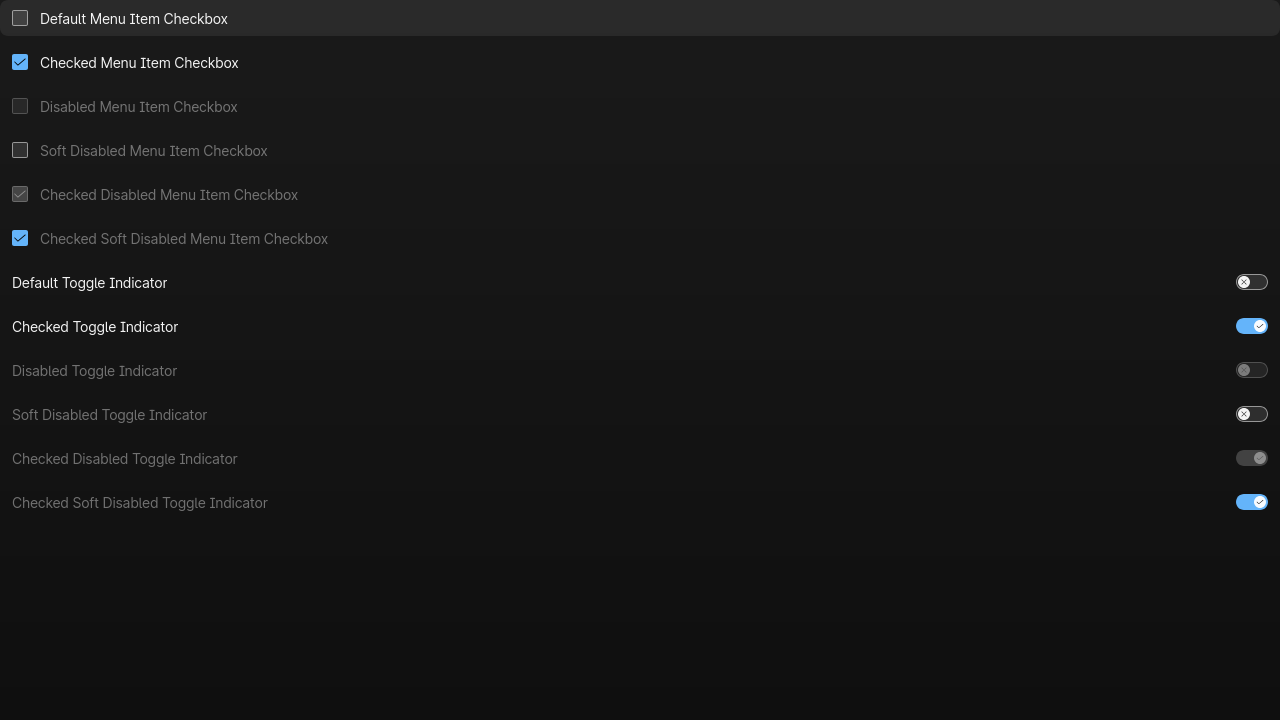 Default Menu Item Checkbox
Checked Menu Item Checkbox
Disabled Menu Item Checkbox
Soft Disabled Menu Item Checkbox
Checked Disabled Menu Item Checkbox
Checked Soft Disabled Menu Item Checkbox
Default Toggle Indicator
Checked Toggle Indicator
Disabled Toggle Indicator
Soft Disabled Toggle Indicator
Checked Disabled Toggle Indicator
Checked Soft Disabled Toggle Indicator